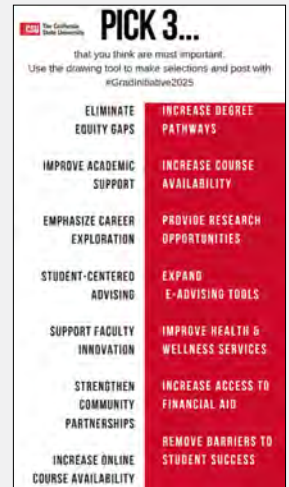 CSU The California
State University
PICK 3...
that you think are most important.
Use the drawing tool to make selections and post with
#GradInitiative2025
ELIMINATE
EQUITY GAPS
IMPROVE ACADEMIC
SUPPORT
EMPHASIZE CAREER
EXPLORATION
STUDENT-CENTERED
ADVISING
SUPPORT FACULTY
INNOVATION
STRENGTHEN
COMMUNITY
PARTNERSHIPS
INCREASE ONLINE
COURSE AVAILABILITY
INCREASE DEGREE
PATHWAYS
INCREASE COURSE
AVAILABILITY
PROVIDE RESEARCH
OPPORTUNITIES
EXPAND
E-ADVISING TOOLS
IMPROVE HEALTH &
WELLNESS SERVICES
INCREASE ACCESS TO
FINANCIAL AID
REMOVE BARRIERS TO
STUDENT SUCCESS